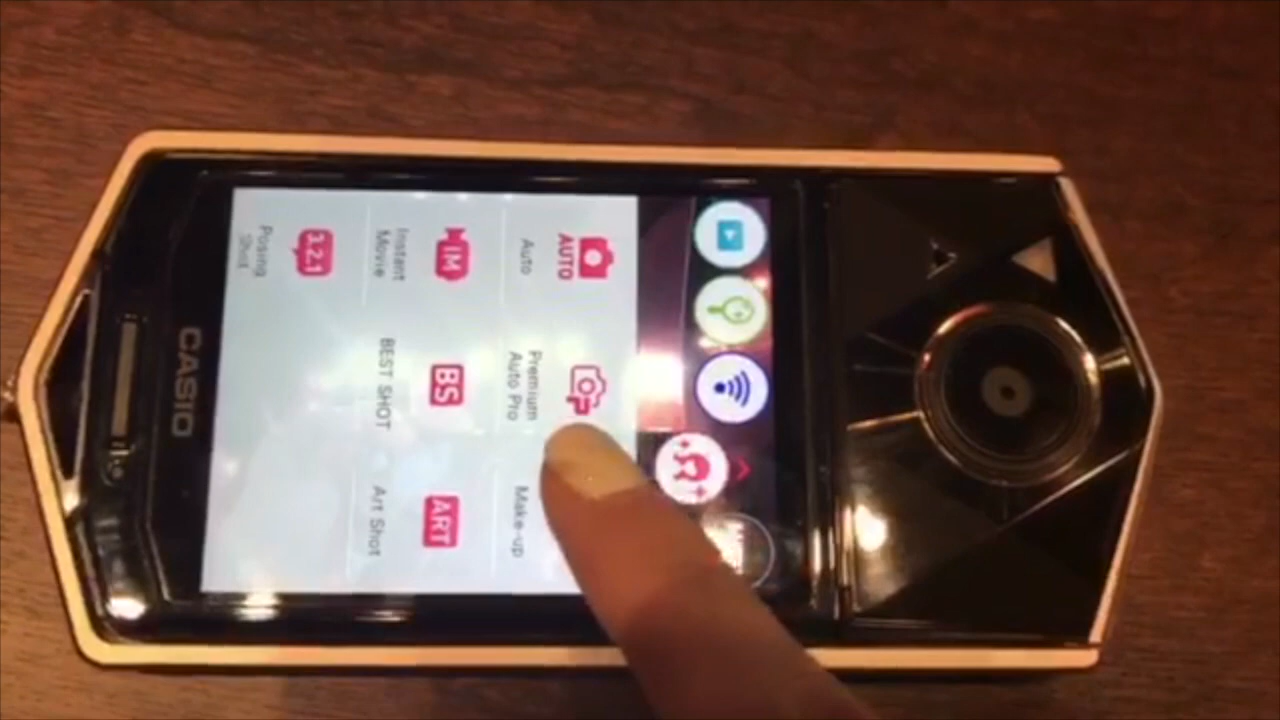 AUTO
Auto
Premium
Auto Pro
Make-up
IM
Instant
Movie
BS
BEST SHOT
ART
Art Shot
3.2.1
Posing
Shot
CASIO